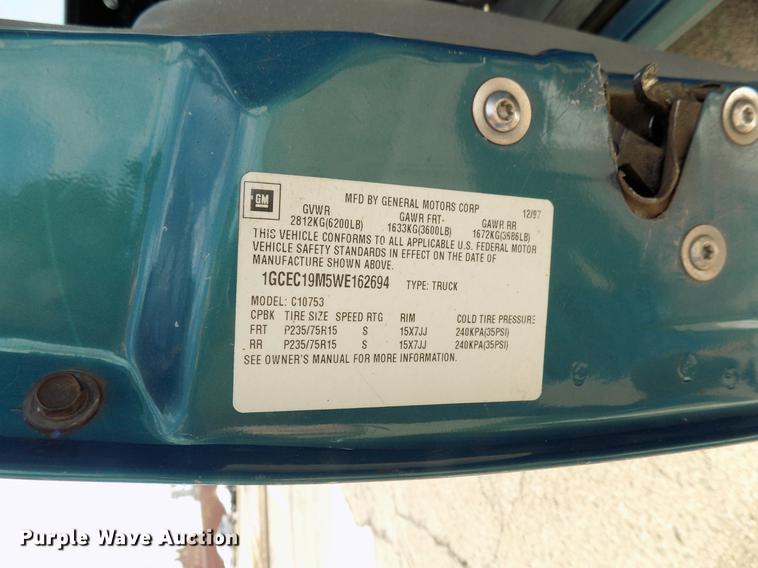 GM
MFD BY GENERAL MOTORS CORP 12/97
GVWR GAWR FRT- GAWR RR
2812KG(6200LB) 1633KG(3600LB) 1672KG(3686LB)
THIS VEHICLE CONFORMS TO ALL APPLICABLE U.S. FEDERAL MOTOR
VEHICLE SAFETY STANDARDS IN EFFECT ON THE DATE OF
MANUFACTURE SHOWN ABOVE.
1GCEC19M5WE162694 TYPE: TRUCK
MODEL: C10753
CPBK TIRE SIZE SPEED RTG RIM COLD TIRE PRESSURE
FRT P235/75R15 S 15X7JJ 240KPA(35PSI)
RR P235/75R15 S 15X7JJ 240KPA(35PSI)
SEE OWNER'S MANUAL FOR MORE INFORMATION.
Purple Wave Auction